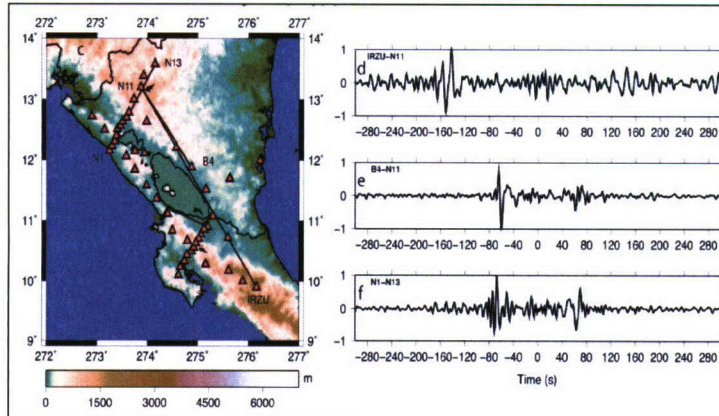 272° 273° 274° 275° 276° 277°
14° 14°
13° 13°
12° 12°
11° 11°
10° 10°
9° 9°
272° 273° 274° 275° 276° 277°
C
N13
N11
N1
B4
IRZU
m
0 1500 3000 4500 6000
1
0
-1
d
IRZU-N11
-280-240-200-160-120 -80 -40 0 40 80 120 160 200 240 280
1
0
-1
e
B4-N11
-280-240-200-160-120 -80 -40 0 40 80 120 160 200 240 280
1
0
-1
f
N1-N13
-280-240-200-160-120 -80 -40 0 40 80 120 160 200 240 280
Time (s)